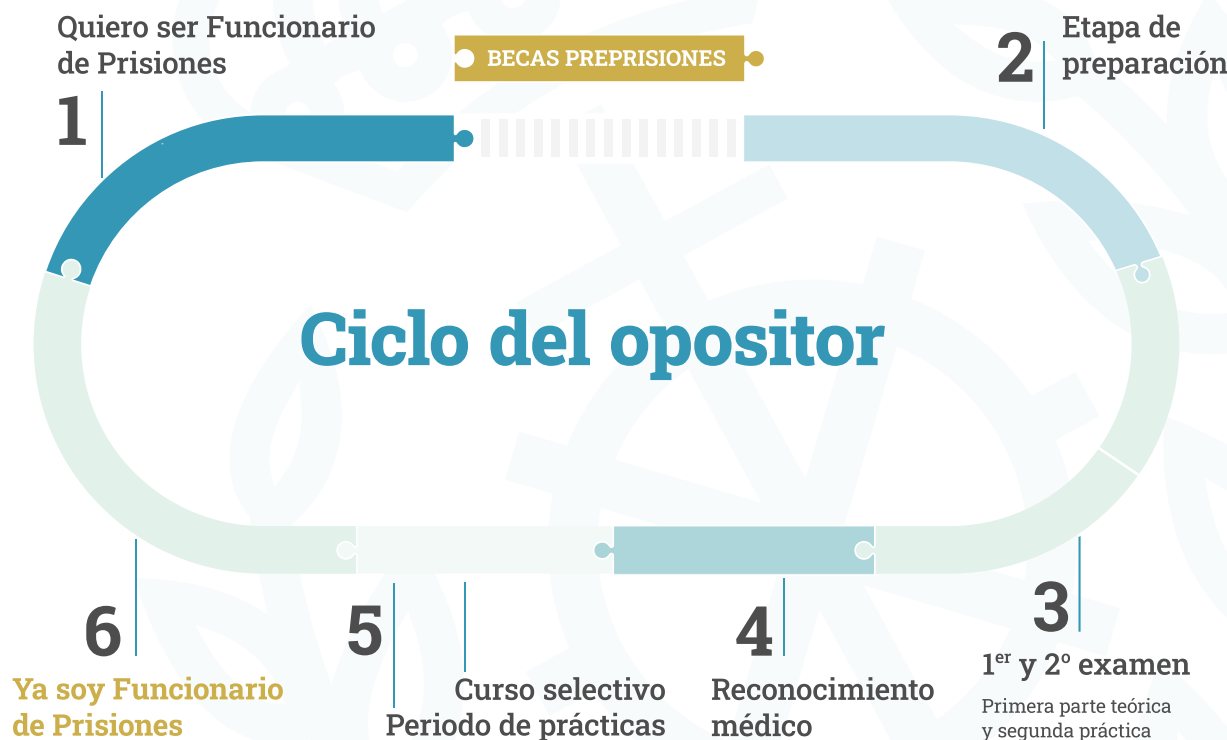 Quiero ser Funcionario
de Prisiones
1
BECAS PREPRISIONES
2
Etapa de
preparación
Ciclo del opositor
6
Ya soy Funcionario
de Prisiones
5
Curso selectivo
Periodo de prácticas
4
Reconocimiento
médico
3
1er y 2º examen
Primera parte teórica
y segunda práctica